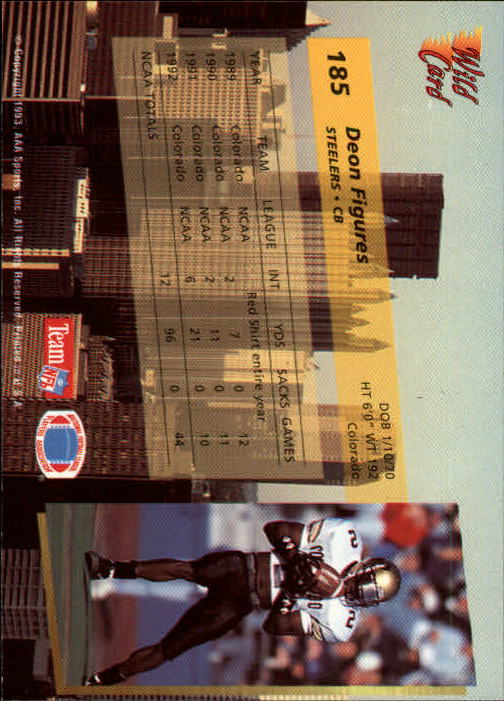 Wild Card
185 Deon Figures
STEELERS • CB
DOB 1/10/70
HT 6'0" WT 192
Colorado
YEAR TEAM LEAGUE INT YDS SACKS GAMES
1989 Colorado NCAA Red Shirt entire year
1990 Colorado NCAA 2 7 0 12
1991 Colorado NCAA 2 11 0 11
1992 Colorado NCAA 6 21 0 10
NCAA TOTALS 12 96 0 44
Team NFL
2
2
© Copyright 1993, AAA Sports, Inc. All Rights Reserved. Printed in U.S.A.